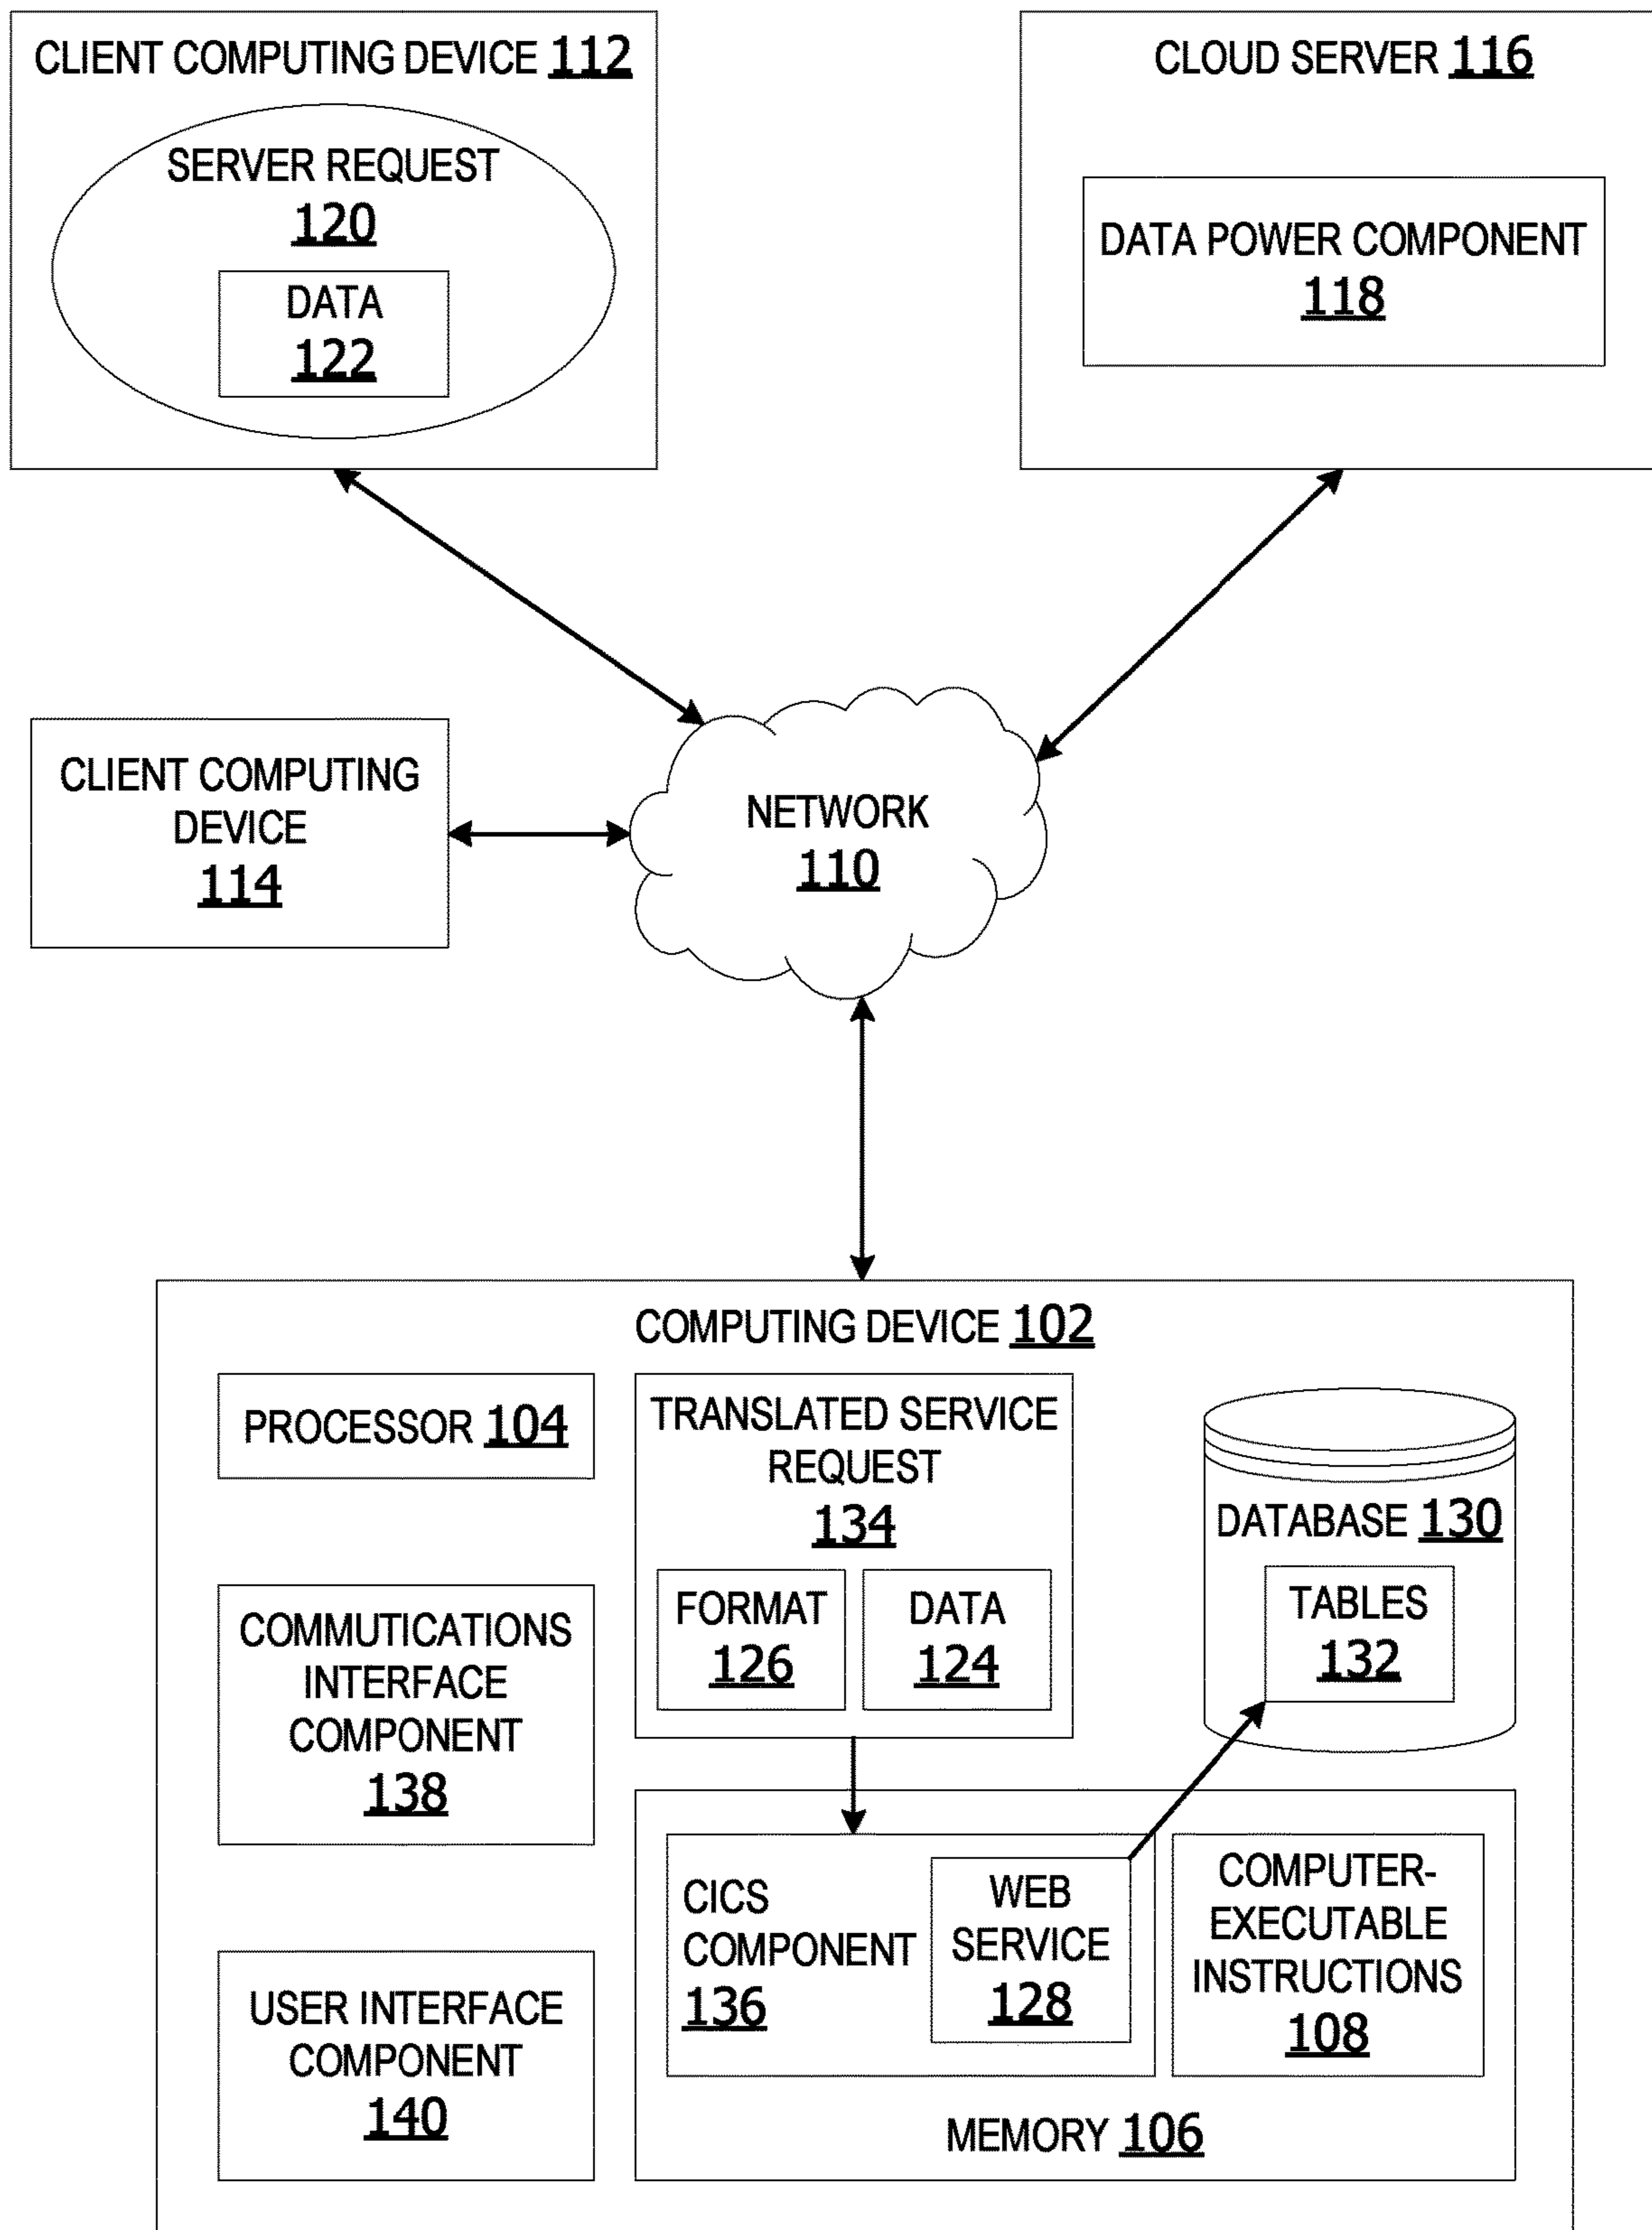 CLIENT COMPUTING DEVICE 112
SERVER REQUEST
120
DATA
122
CLOUD SERVER 116
DATA POWER COMPONENT
118
CLIENT COMPUTING
DEVICE
114
NETWORK
110
COMPUTING DEVICE 102
PROCESSOR 104
COMMUTICATIONS
INTERFACE
COMPONENT
138
USER INTERFACE
COMPONENT
140
TRANSLATED SERVICE
REQUEST
134
FORMAT
126
DATA
124
DATABASE 130
TABLES
132
CICS
COMPONENT
136
WEB
SERVICE
128
COMPUTER-
EXECUTABLE
INSTRUCTIONS
108
MEMORY 106